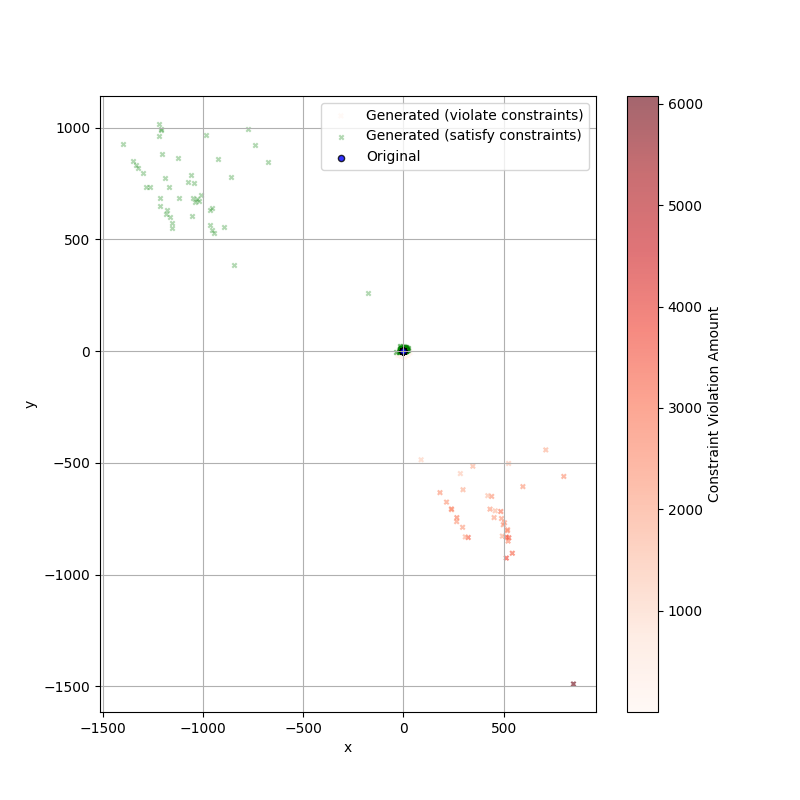 Generated (violate constraints)
Generated (satisfy constraints)
Original
1000
500
0
−500
−1000
−1500
y
−1500
−1000
−500
0
500
x
6000
5000
4000
3000
2000
1000
Constraint Violation Amount